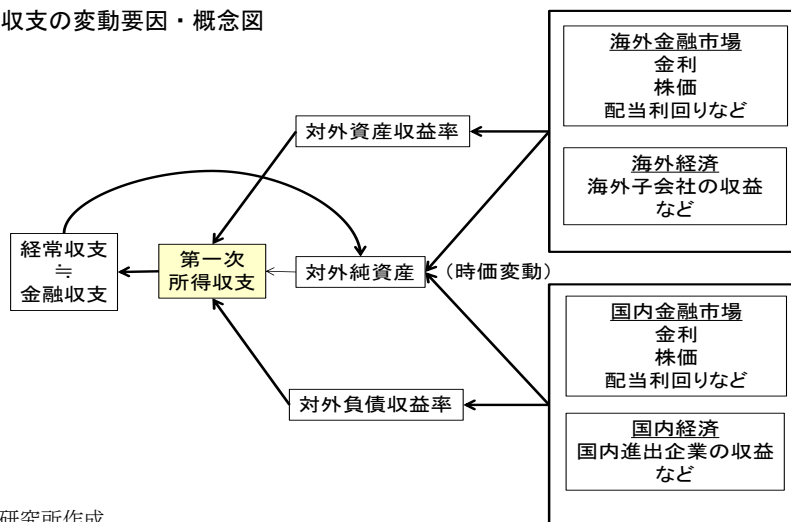 収支の変動要因・概念図
海外金融市場
金利
株価
配当利回りなど
海外経済
海外子会社の収益
など
対外資産収益率
経常収支
≒
金融収支
第一次
所得収支
対外純資産
(時価変動)
対外負債収益率
国内金融市場
金利
株価
配当利回りなど
国内経済
国内進出企業の収益
など
研究所作成